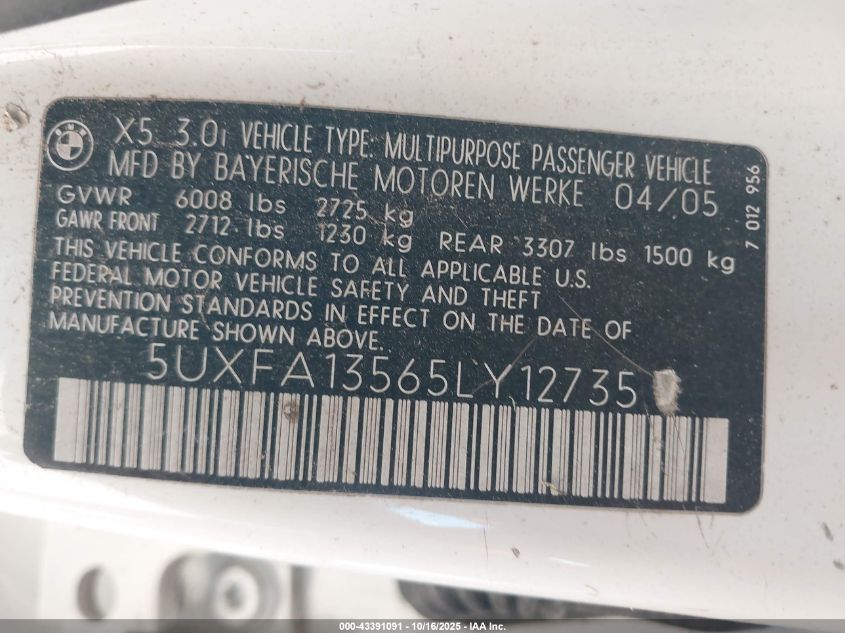 BMW
X5 3.0i VEHICLE TYPE: MULTIPURPOSE PASSENGER VEHICLE
MFD BY BAYERISCHE MOTOREN WERKE 04/05
GVWR 6008 lbs 2725 kg
GAWR FRONT 2712 lbs 1230 kg REAR 3307 lbs 1500 kg
THIS VEHICLE CONFORMS TO ALL APPLICABLE U.S.
FEDERAL MOTOR VEHICLE SAFETY AND THEFT
PREVENTION STANDARDS IN EFFECT ON THE DATE OF
MANUFACTURE SHOWN ABOVE.
5UXFA13565LY12735
7 012 956
000-43391091 - 10/16/2025 - IAA Inc.